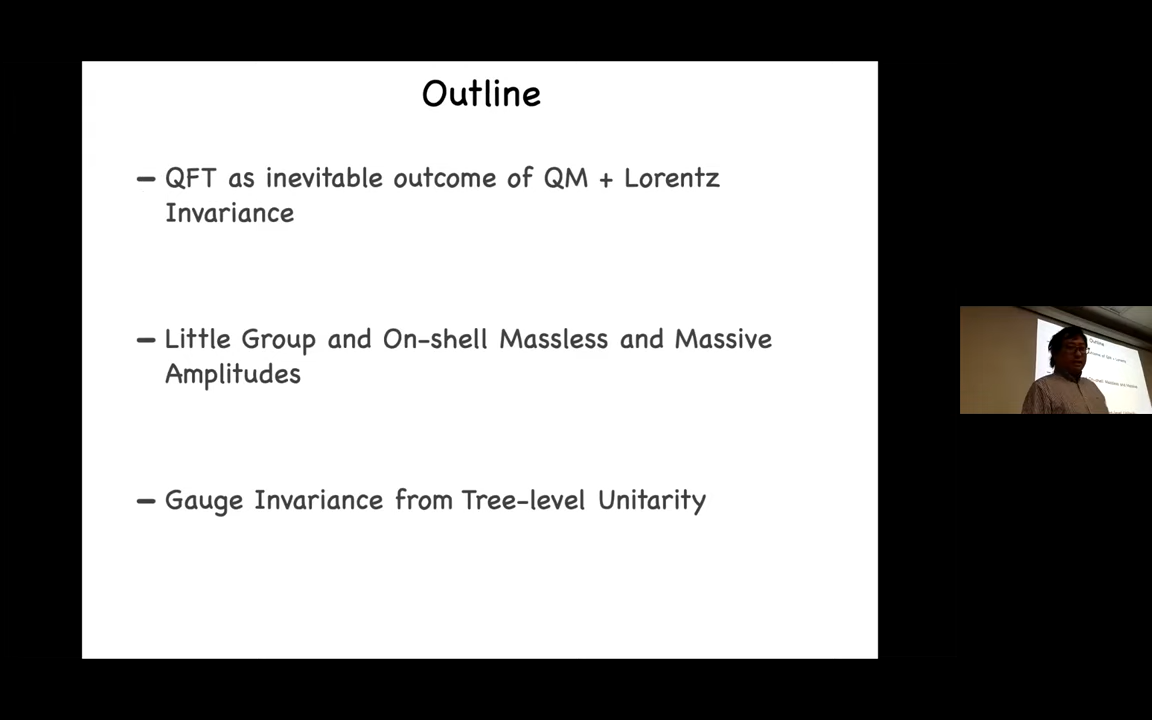 Outline
– QFT as inevitable outcome of QM + Lorentz
Invariance
– Little Group and On-shell Massless and Massive
Amplitudes
– Gauge Invariance from Tree-level Unitarity
Outline